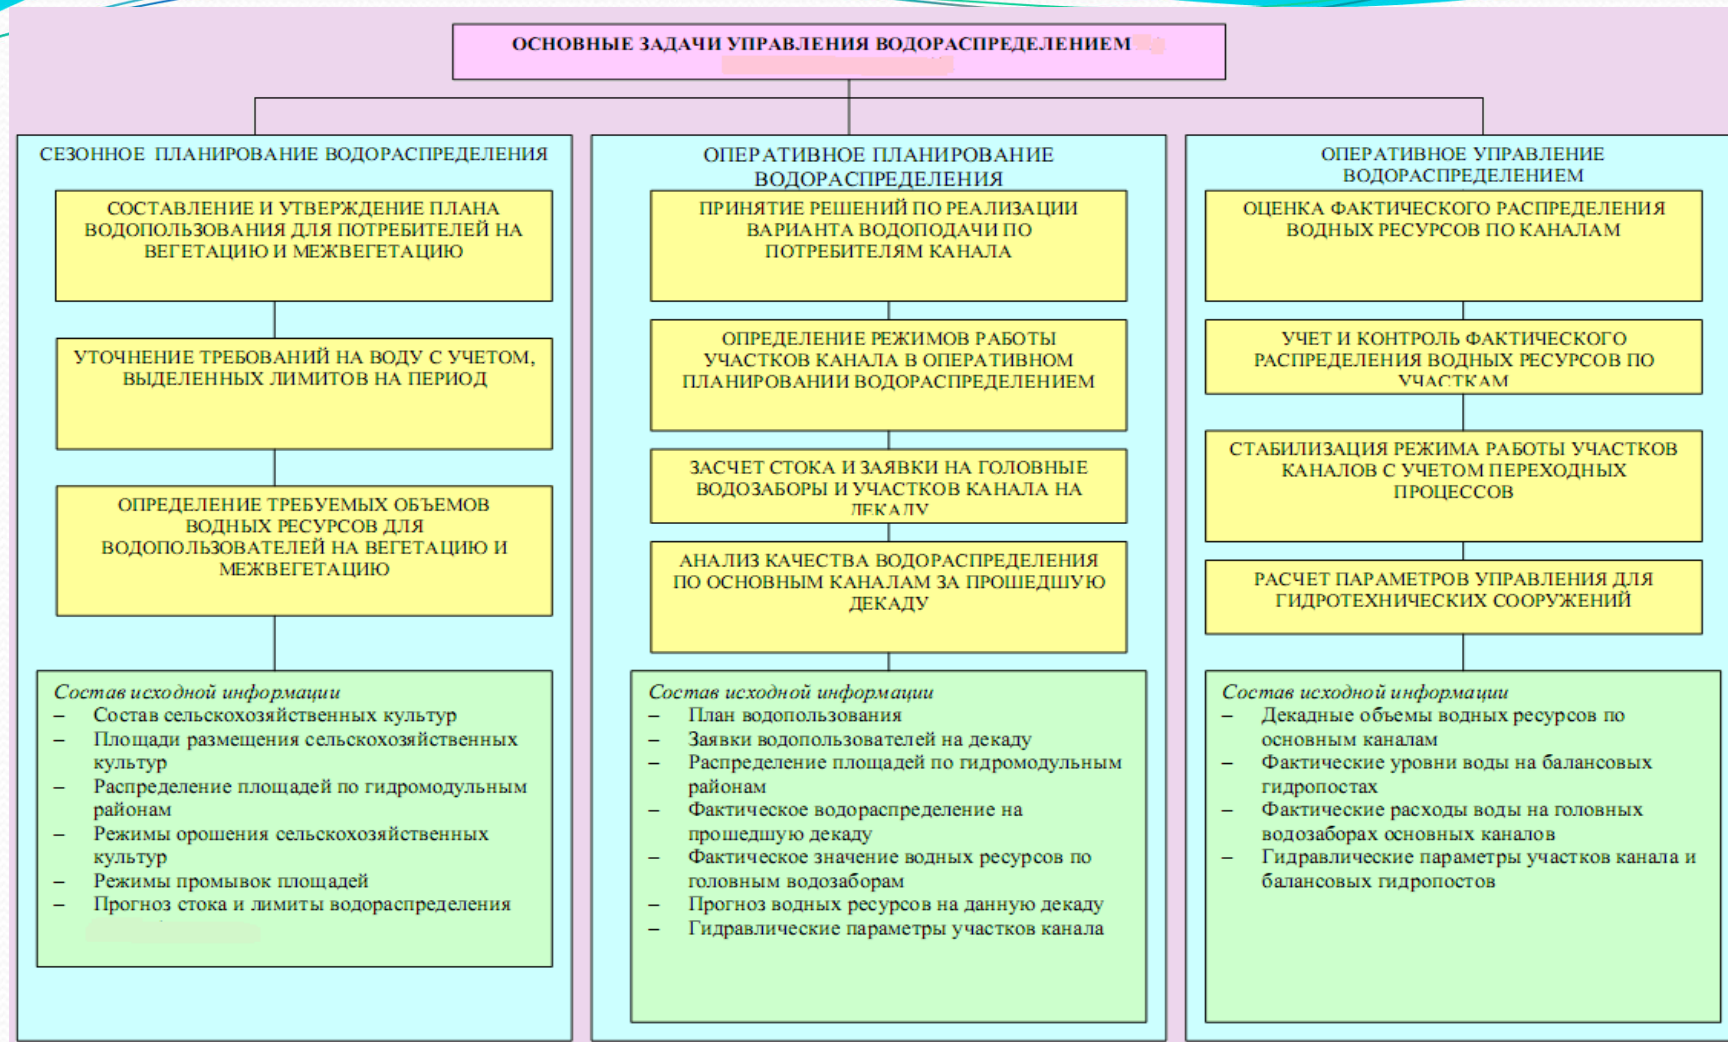 ОСНОВНЫЕ ЗАДАЧИ УПРАВЛЕНИЯ ВОДОРАСПРЕДЕЛЕНИЕМ
СЕЗОННОЕ ПЛАНИРОВАНИЕ ВОДОРАСПРЕДЕЛЕНИЯ
СОСТАВЛЕНИЕ И УТВЕРЖДЕНИЕ ПЛАНА
ВОДОПОЛЬЗОВАНИЯ ДЛЯ ПОТРЕБИТЕЛЕЙ НА
ВЕГЕТАЦИЮ И МЕЖВЕГЕТАЦИЮ
УТОЧНЕНИЕ ТРЕБОВАНИЙ НА ВОДУ С УЧЕТОМ,
ВЫДЕЛЕННЫХ ЛИМИТОВ НА ПЕРИОД
ОПРЕДЕЛЕНИЕ ТРЕБУЕМЫХ ОБЪЕМОВ
ВОДНЫХ РЕСУРСОВ ДЛЯ
ВОДОПОЛЬЗОВАТЕЛЕЙ НА ВЕГЕТАЦИЮ И
МЕЖВЕГЕТАЦИЮ
Состав исходной информации
– Состав сельскохозяйственных культур
– Площади размещения сельскохозяйственных
культур
– Распределение площадей по гидромодульным
районам
– Режимы орошения сельскохозяйственных
культур
– Режимы промывок площадей
– Прогноз стока и лимиты водораспределения
ОПЕРАТИВНОЕ ПЛАНИРОВАНИЕ
ВОДОРАСПРЕДЕЛЕНИЯ
ПРИНЯТИЕ РЕШЕНИЙ ПО РЕАЛИЗАЦИИ
ВАРИАНТА ВОДОПОДАЧИ ПО
ПОТРЕБИТЕЛЯМ КАНАЛА
ОПРЕДЕЛЕНИЕ РЕЖИМОВ РАБОТЫ
УЧАСТКОВ КАНАЛА В ОПЕРАТИВНОМ
ПЛАНИРОВАНИИ ВОДОРАСПРЕДЕЛЕНИЕМ
ЗАСЧЕТ СТОКА И ЗАЯВКИ НА ГОЛОВНЫЕ
ВОДОЗАБОРЫ И УЧАСТКОВ КАНАЛА НА
ДЕКАДУ
АНАЛИЗ КАЧЕСТВА ВОДОРАСПРЕДЕЛЕНИЯ
ПО ОСНОВНЫМ КАНАЛАМ ЗА ПРОШЕДШУЮ
ДЕКАДУ
Состав исходной информации
– План водопользования
– Заявки водопользователей на декаду
– Распределение площадей по гидромодульным
районам
– Фактическое водораспределение на
прошедшую декаду
– Фактическое значение водных ресурсов по
головным водозаборам
– Прогноз водных ресурсов на данную декаду
– Гидравлические параметры участков канала
ОПЕРАТИВНОЕ УПРАВЛЕНИЕ
ВОДОРАСПРЕДЕЛЕНИЕМ
ОЦЕНКА ФАКТИЧЕСКОГО РАСПРЕДЕЛЕНИЯ
ВОДНЫХ РЕСУРСОВ ПО КАНАЛАМ
УЧЕТ И КОНТРОЛЬ ФАКТИЧЕСКОГО
РАСПРЕДЕЛЕНИЯ ВОДНЫХ РЕСУРСОВ ПО
УЧАСТКАМ
СТАБИЛИЗАЦИЯ РЕЖИМА РАБОТЫ УЧАСТКОВ
КАНАЛОВ С УЧЕТОМ ПЕРЕХОДНЫХ
ПРОЦЕССОВ
РАСЧЕТ ПАРАМЕТРОВ УПРАВЛЕНИЯ ДЛЯ
ГИДРОТЕХНИЧЕСКИХ СООРУЖЕНИЙ
Состав исходной информации
– Декадные объемы водных ресурсов по
основным каналам
– Фактические уровни воды на балансовых
гидропостах
– Фактические расходы воды на головных
водозаборах основных каналов
– Гидравлические параметры участков канала и
балансовых гидропостов